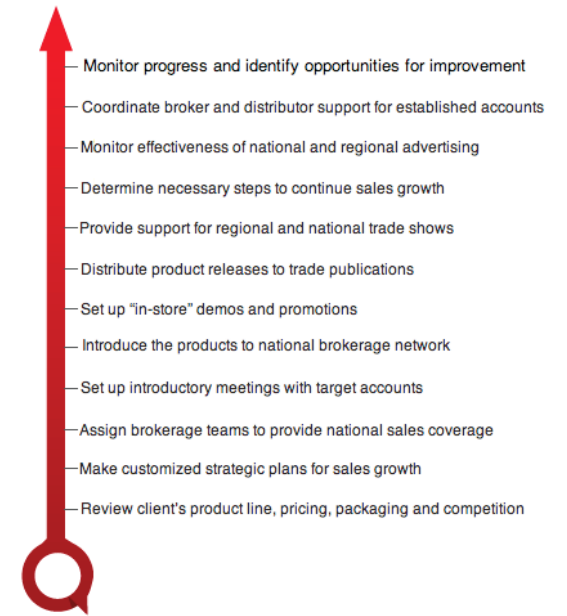 Monitor progress and identify opportunities for improvement
Coordinate broker and distributor support for established accounts
Monitor effectiveness of national and regional advertising
Determine necessary steps to continue sales growth
Provide support for regional and national trade shows
Distribute product releases to trade publications
Set up “in-store” demos and promotions
Introduce the products to national brokerage network
Set up introductory meetings with target accounts
Assign brokerage teams to provide national sales coverage
Make customized strategic plans for sales growth
Review client's product line, pricing, packaging and competition